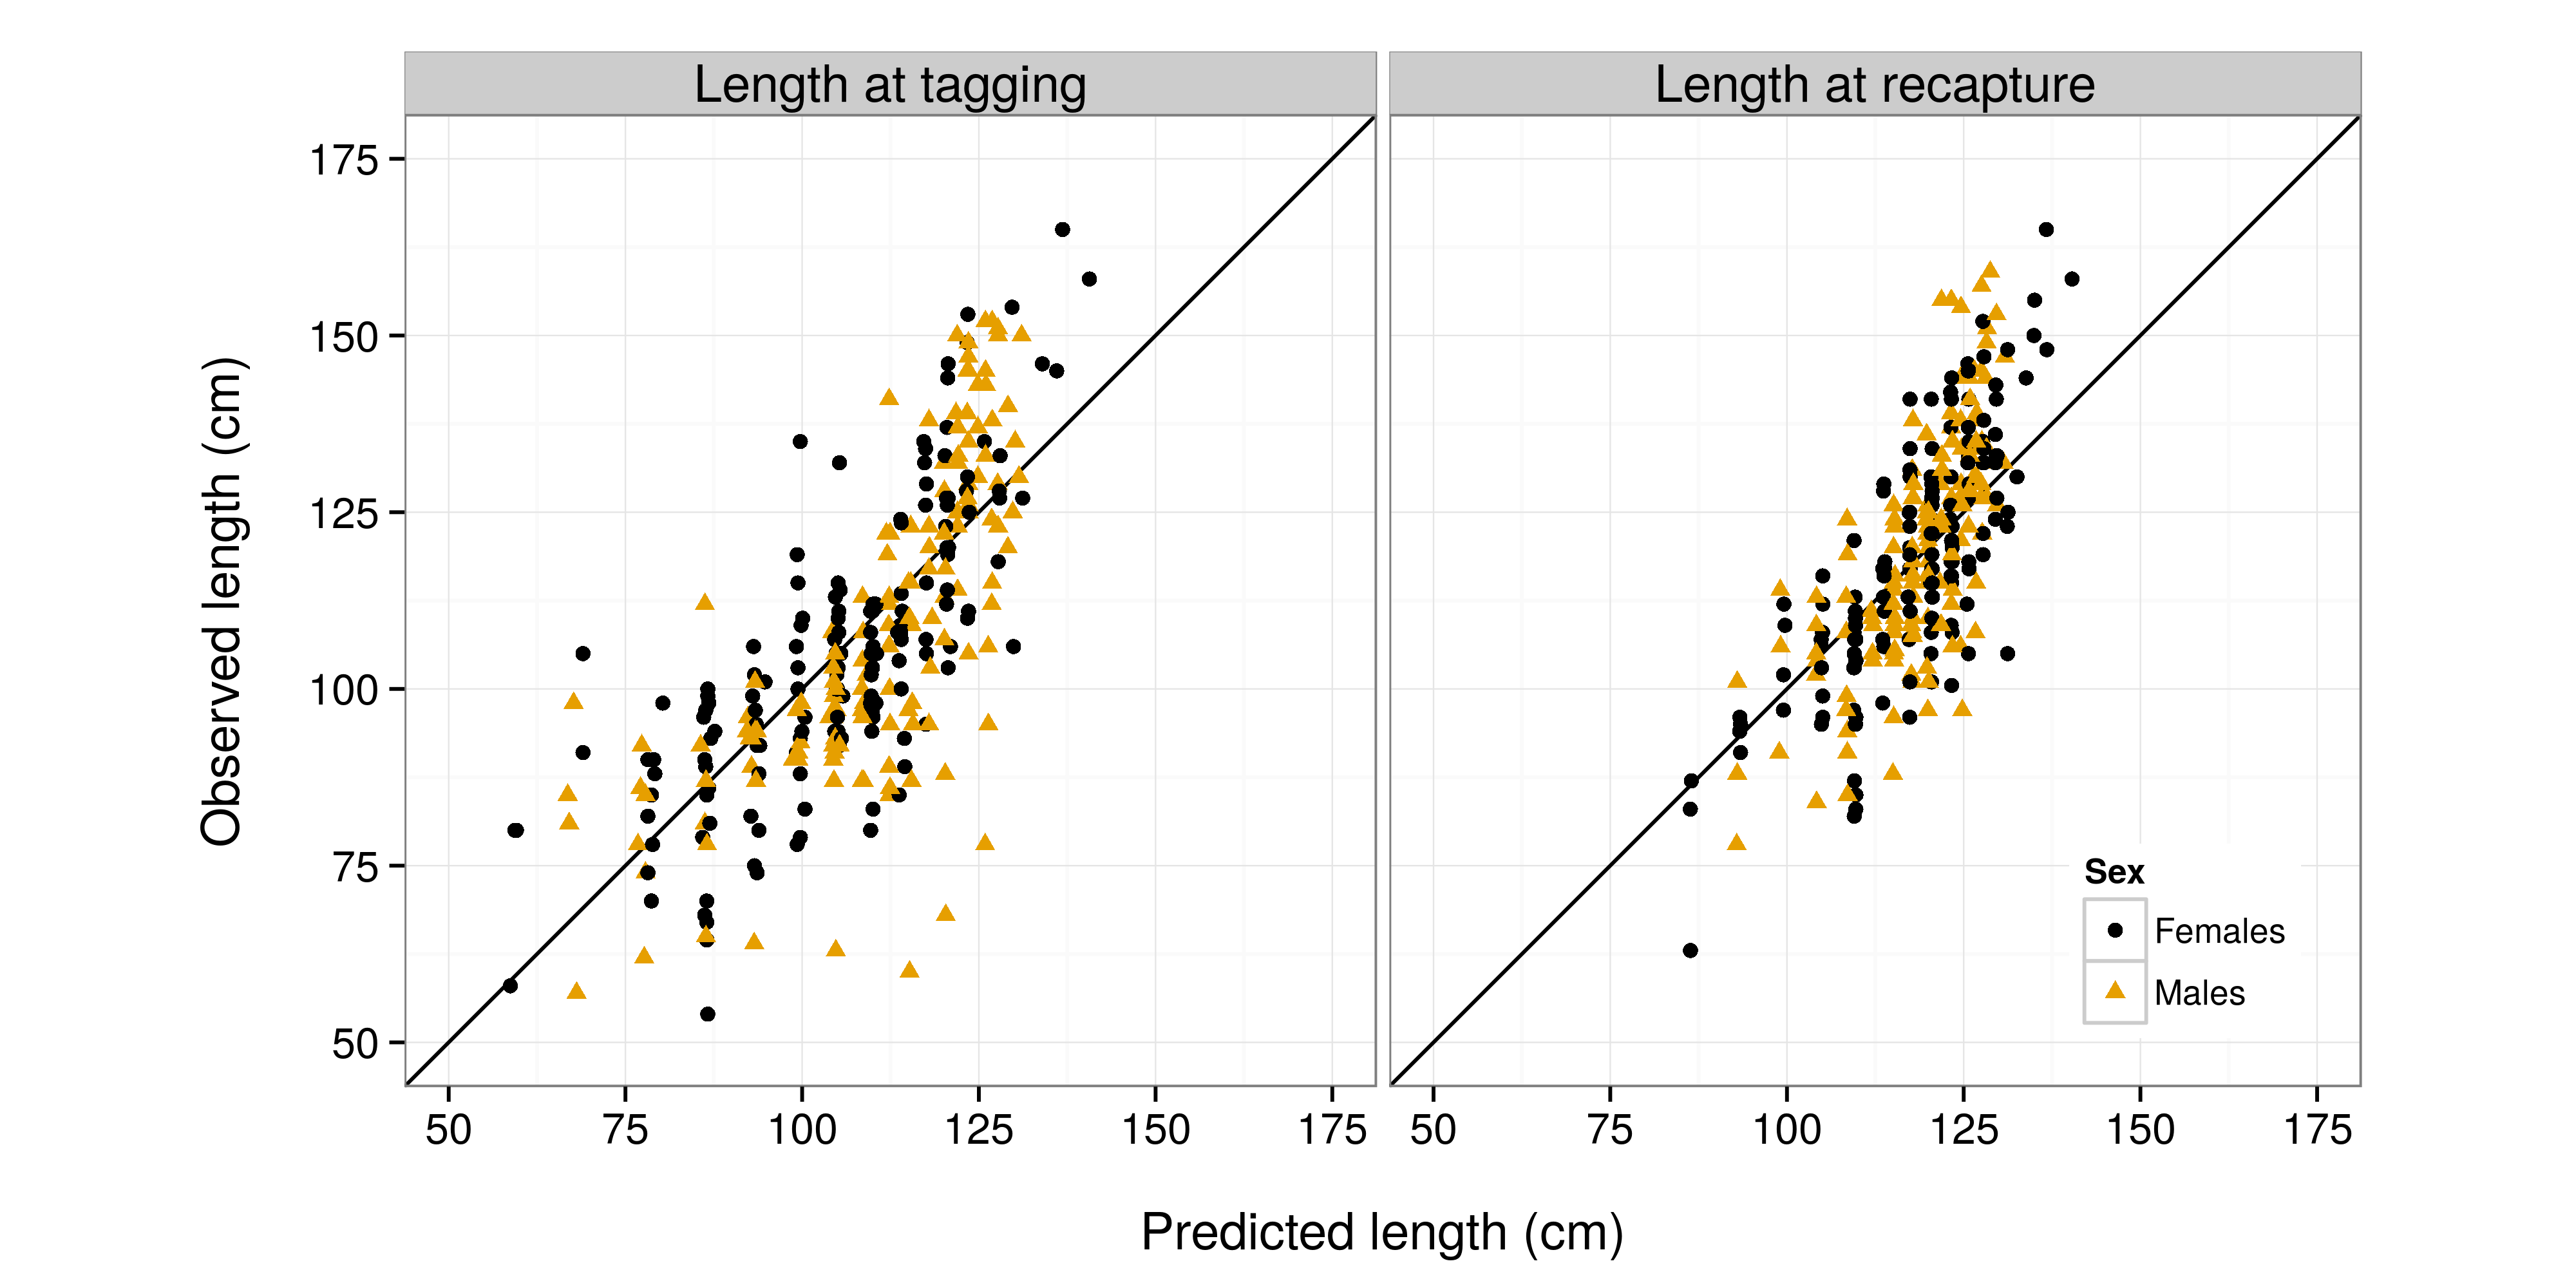 Length at tagging
Length at recapture
Observed length (cm)
175
150
125
100
75
50
Sex
Females
Males
50 75 100 125 150 175
50 75 100 125 150 175
Predicted length (cm)